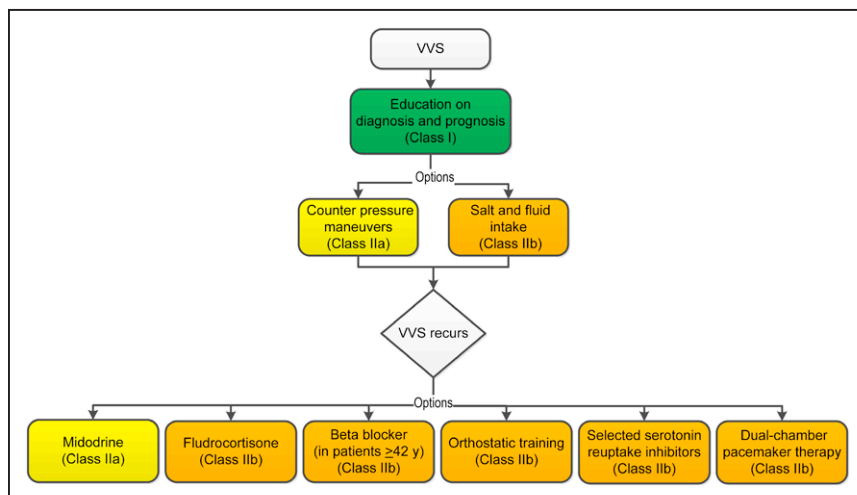 VVS
Education on
diagnosis and prognosis
(Class I)
Options
Counter pressure
maneuvers
(Class IIa)
Salt and fluid
intake
(Class IIb)
VVS recurs
Options
Midodrine
(Class IIa)
Fludrocortisone
(Class IIb)
Beta blocker
(in patients ≥42 y)
(Class IIb)
Orthostatic training
(Class IIb)
Selected serotonin
reuptake inhibitors
(Class IIb)
Dual-chamber
pacemaker therapy
(Class IIb)